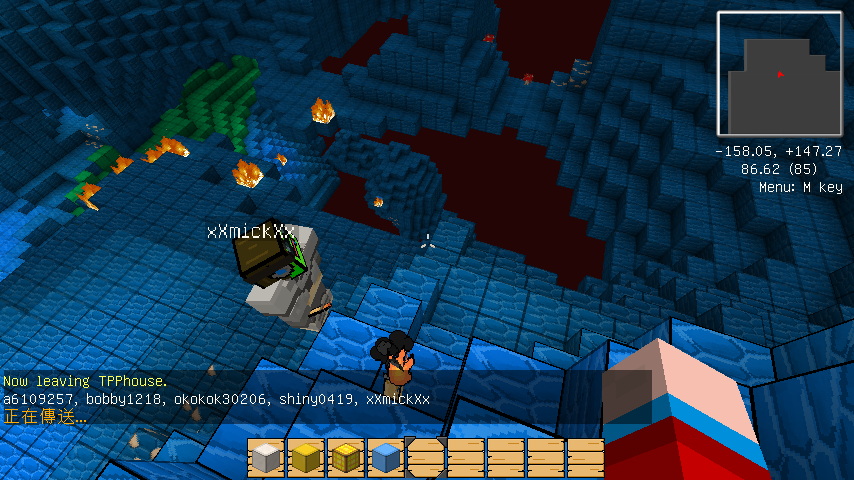 -158.05, +147.27
86.62 (85)
Menu: M key
xXmickXx
Now leaving TPPhouse.
a6109257, bobby1218, okokok30206, shiny0419, xXmickXx
正在傳送...